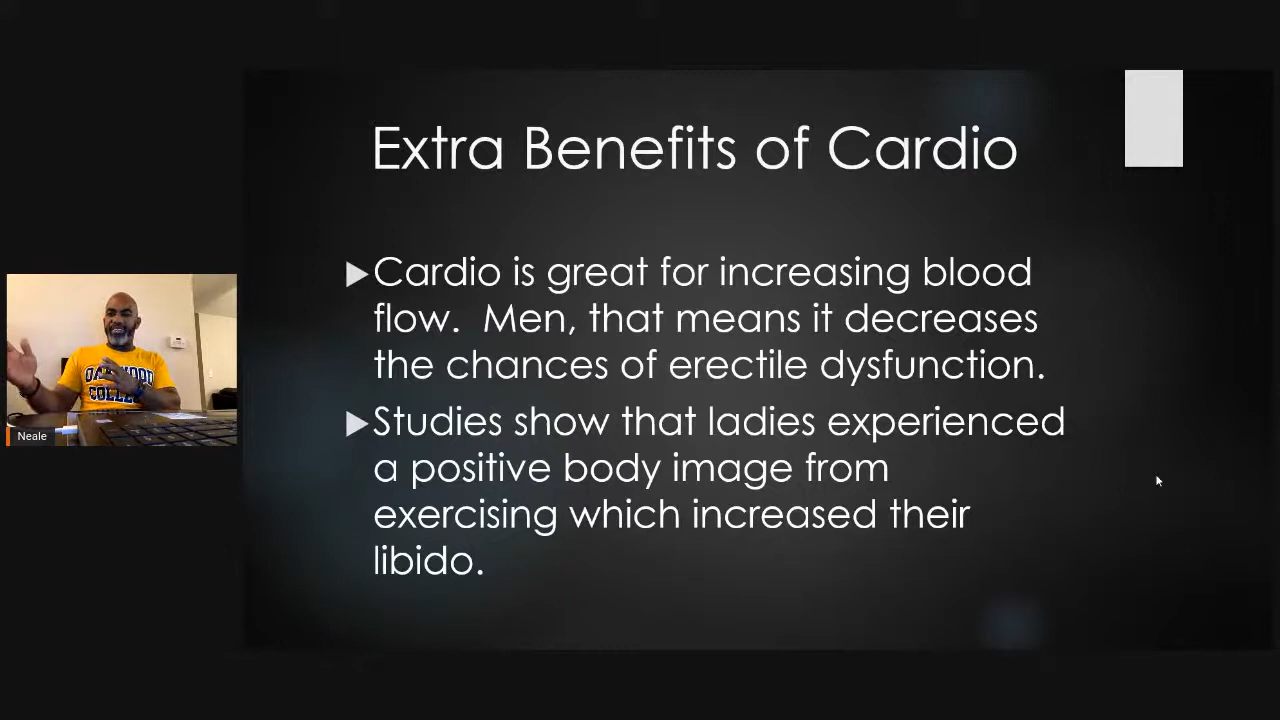 Extra Benefits of Cardio
▶Cardio is great for increasing blood
flow.  Men, that means it decreases
the chances of erectile dysfunction.
▶Studies show that ladies experienced
a positive body image from
exercising which increased their
libido.
COLLEGE
Neale